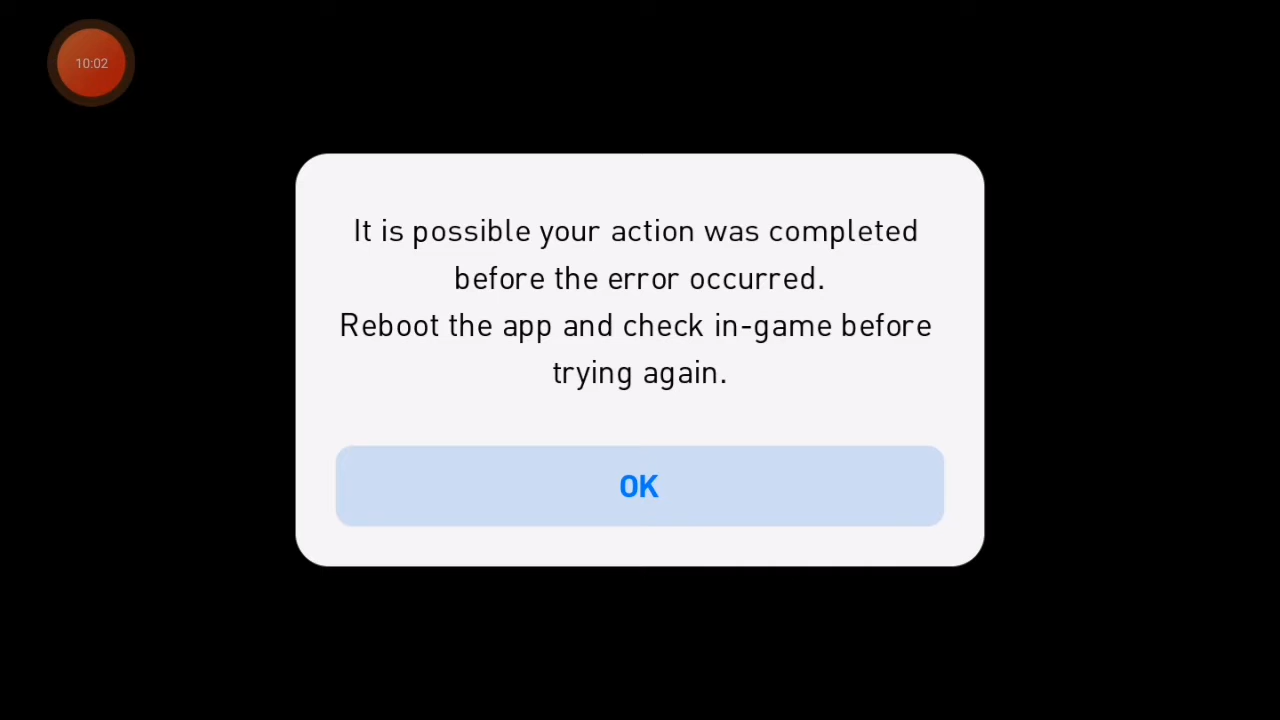 10:02
It is possible your action was completed
before the error occurred.
Reboot the app and check in-game before
trying again.
OK